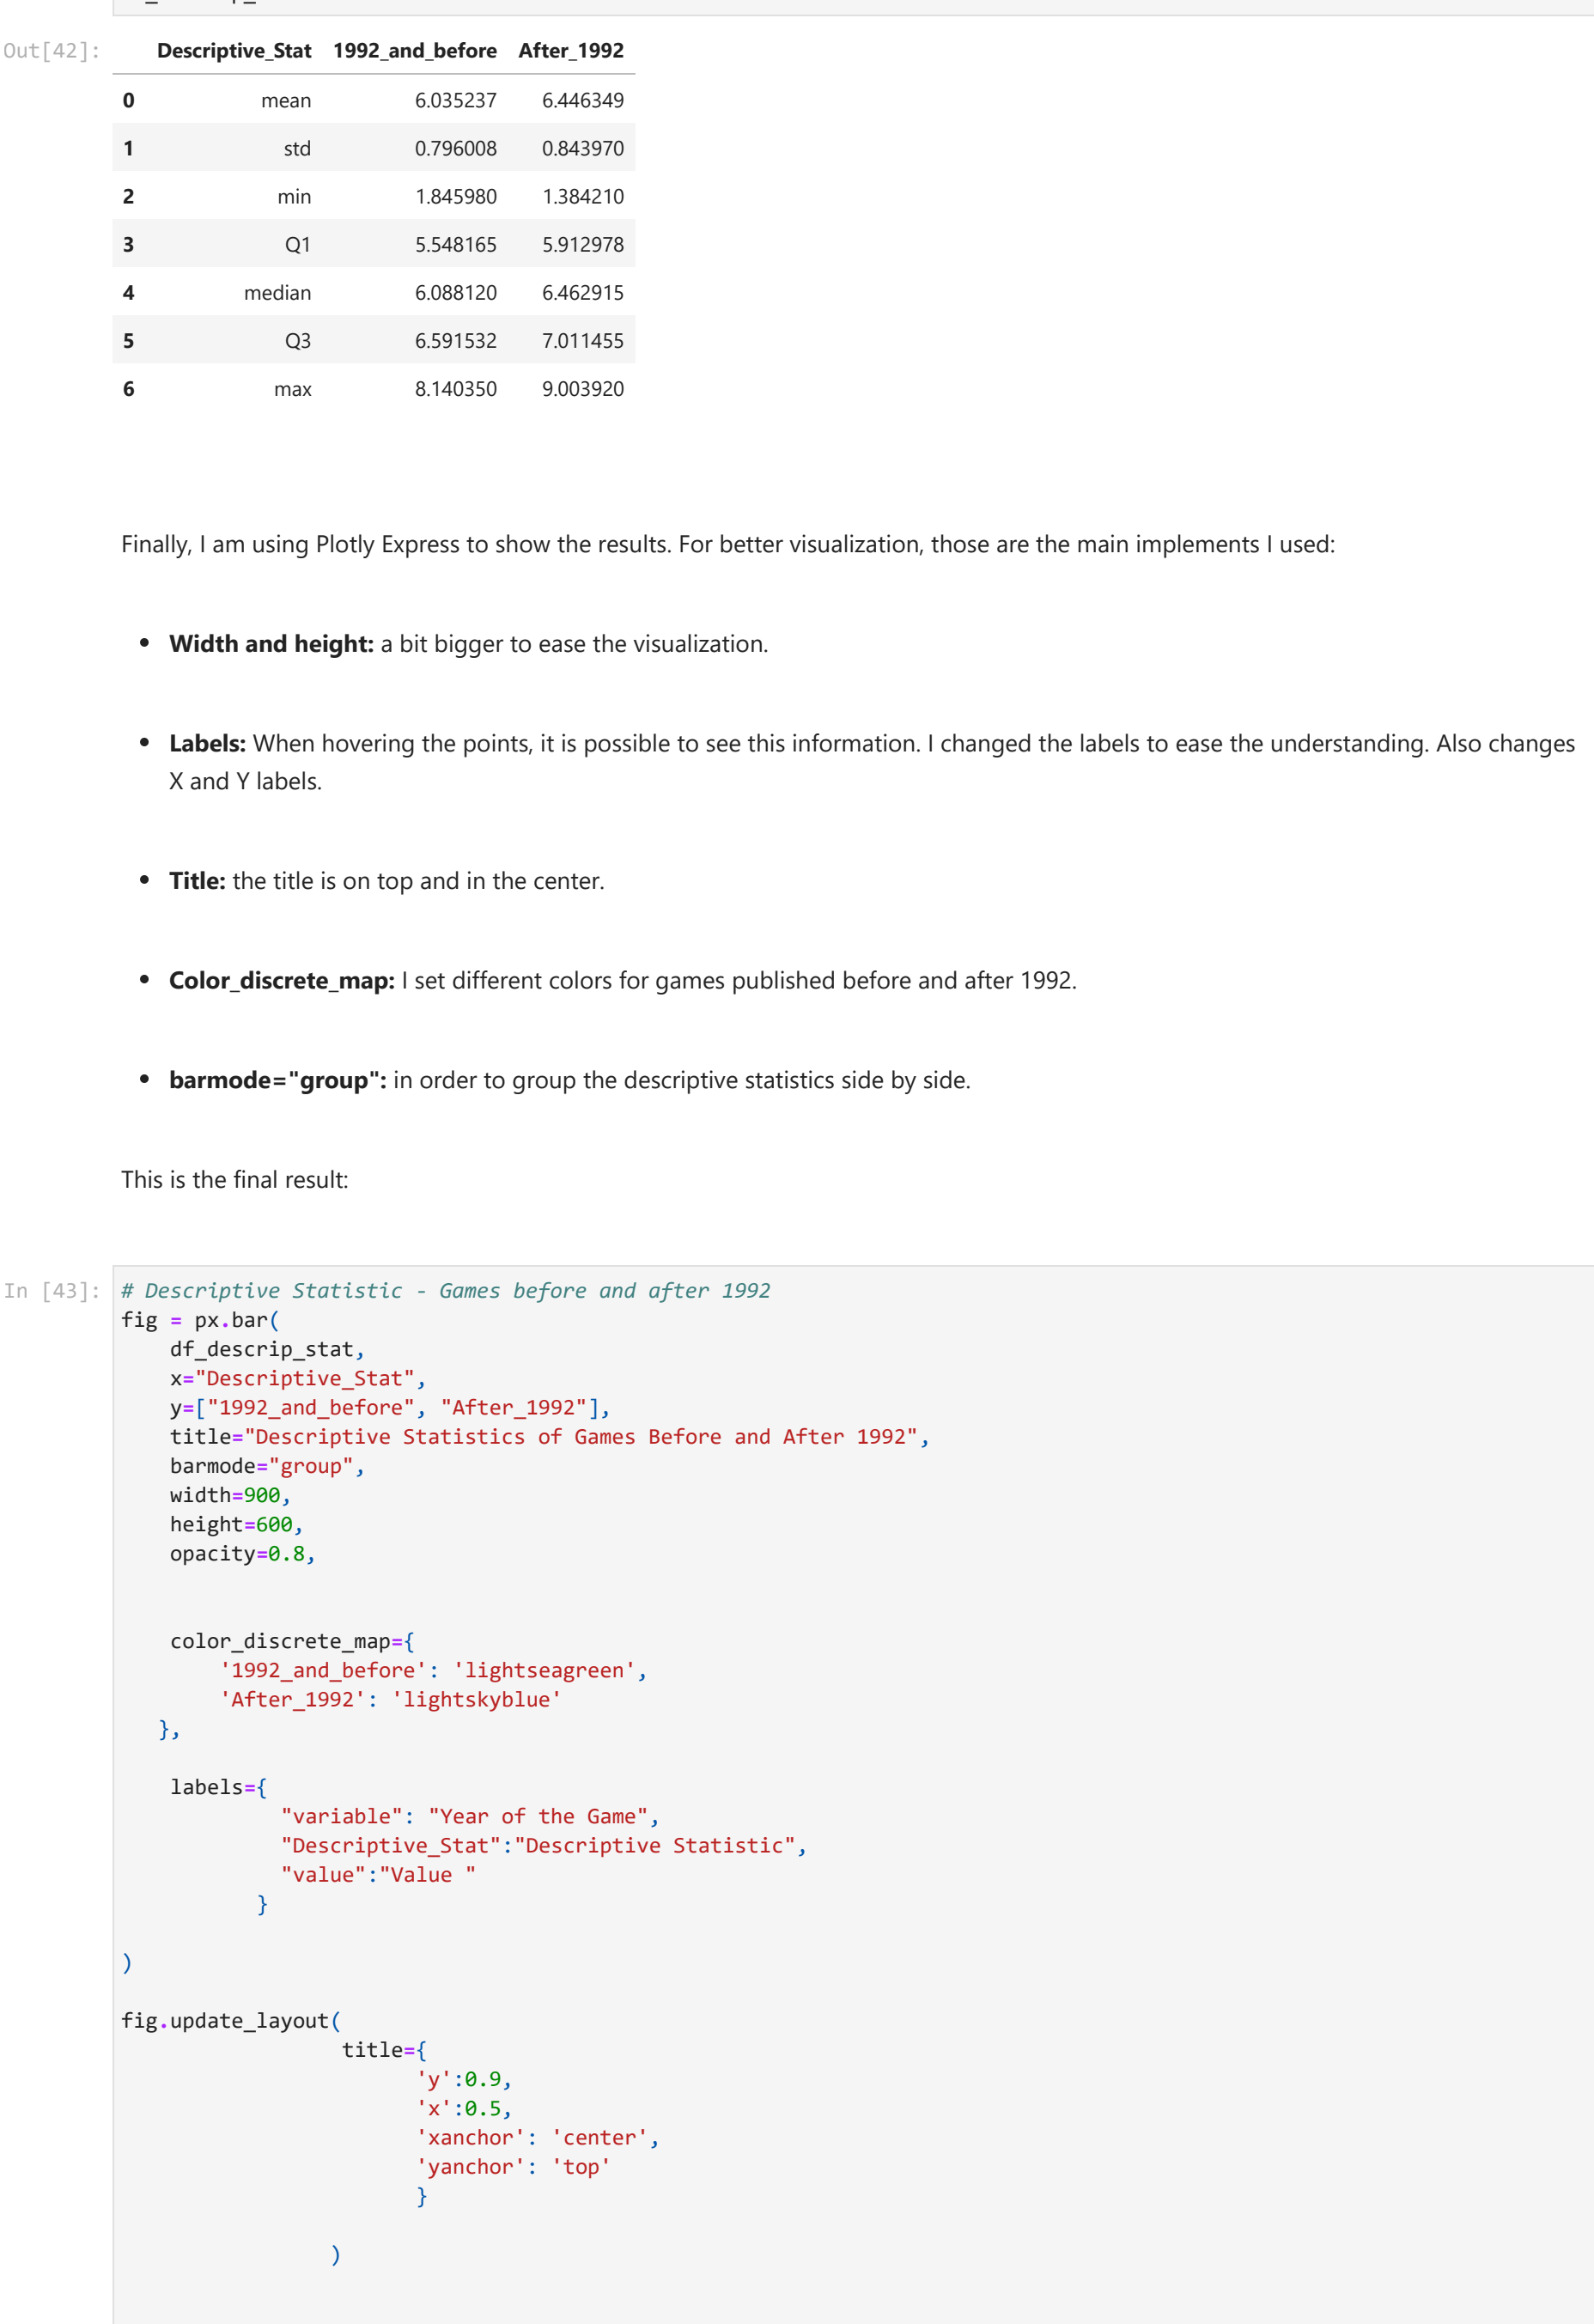 Out[42]:
Descriptive_Stat 1992_and_before After_1992
0 mean 6.035237 6.446349
1 std 0.796008 0.843970
2 min 1.845980 1.384210
3 Q1 5.548165 5.912978
4 median 6.088120 6.462915
5 Q3 6.591532 7.011455
6 max 8.140350 9.003920
Finally, I am using Plotly Express to show the results. For better visualization, those are the main implements I used:
• Width and height: a bit bigger to ease the visualization.
• Labels: When hovering the points, it is possible to see this information. I changed the labels to ease the understanding. Also changes
X and Y labels.
• Title: the title is on top and in the center.
• Color_discrete_map: I set different colors for games published before and after 1992.
• barmode="group": in order to group the descriptive statistics side by side.
This is the final result:
In [43]:
# Descriptive Statistic - Games before and after 1992
fig = px.bar(
df_descrip_stat,
x="Descriptive_Stat",
y=["1992_and_before", "After_1992"],
title="Descriptive Statistics of Games Before and After 1992",
barmode="group",
width=900,
height=600,
opacity=0.8,
color_discrete_map={
'1992_and_before': 'lightseagreen',
'After_1992': 'lightskyblue'
},
labels={
"variable": "Year of the Game",
"Descriptive_Stat":"Descriptive Statistic",
"value":"Value "
}
)
fig.update_layout(
title={
'y':0.9,
'x':0.5,
'xanchor': 'center',
'yanchor': 'top'
}
)